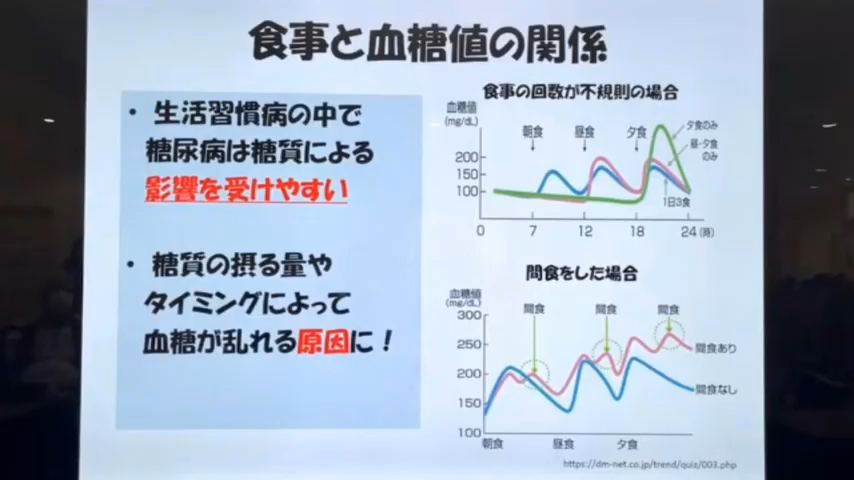 食事と血糖値の関係
• 生活習慣病の中で
糖尿病は糖質による
影響を受けやすい
• 糖質の摂る量や
タイミングによって
血糖が乱れる原因に！
食事の回数が不規則の場合
血糖値
(mg/dL)
朝食
昼食
夕食
夕食のみ
昼・夕食
のみ
1日3食
200
150
100
0
7
12
18
24 (時)
間食をした場合
血糖値
(mg/dL)
間食
間食
間食
間食あり
間食なし
300
250
200
150
100
朝食
昼食
夕食
https://dm-net.co.jp/trend/quiz/003.php